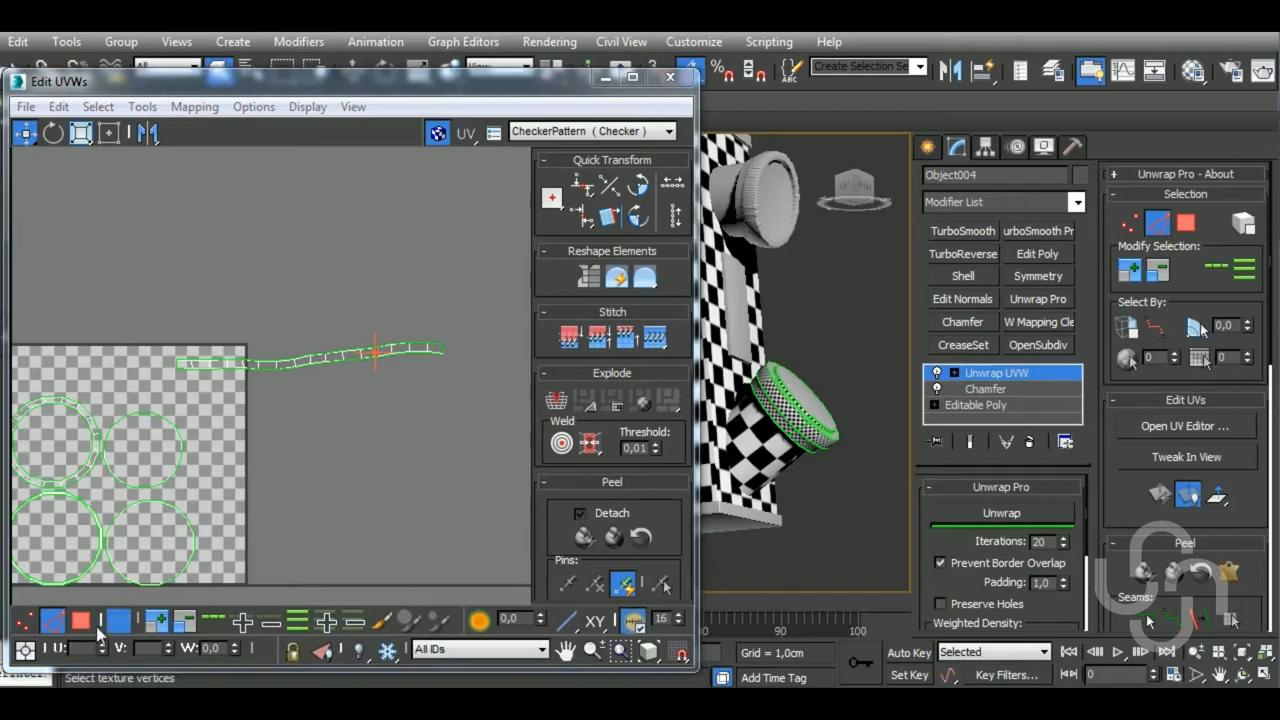 Edit Tools Group Views Create Modifiers Animation Graph Editors Rendering Civil View Customize Scripting Help
All
View
Create Selection Se
Edit UVWs
File Edit Select Tools Mapping Options Display View
UV
CheckerPattern ( Checker )
Quick Transform
Reshape Elements
Stitch
Explode
Weld
Threshold:
0,01
Peel
Detach
Pins:
0,0
XY
16
U: V: W: 0,0
All IDs
Select texture vertices
80 90 100
Grid = 1,0cm
Add Time Tag
Auto Key
Selected
Set Key
Key Filters...
0
Object004
Modifier List
TurboSmooth urboSmooth Pr
TurboReverse Edit Poly
Shell Symmetry
Edit Normals Unwrap Pro
Chamfer W Mapping Cle
CreaseSet OpenSubdiv
Unwrap UVW
Chamfer
Editable Poly
Unwrap Pro
Unwrap
Iterations: 20
Prevent Border Overlap
Padding: 1,0
Preserve Holes
Weighted Density:
Unwrap Pro - About
Selection
Modify Selection:
Select By:
0,0
0 0
Edit UVs
Open UV Editor ...
Tweak In View
Peel
Seams: